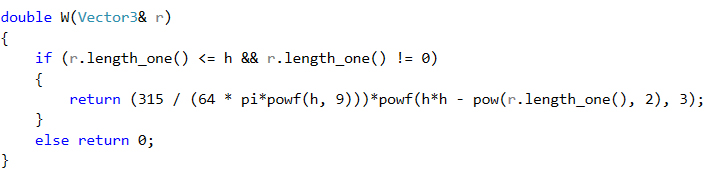 double W(Vector3& r)
{
    if (r.length_one() <= h && r.length_one() != 0)
    {
        return (315 / (64 * pi*powf(h, 9)))*powf(h*h - pow(r.length_one(), 2), 3);
    }
    else return 0;
}